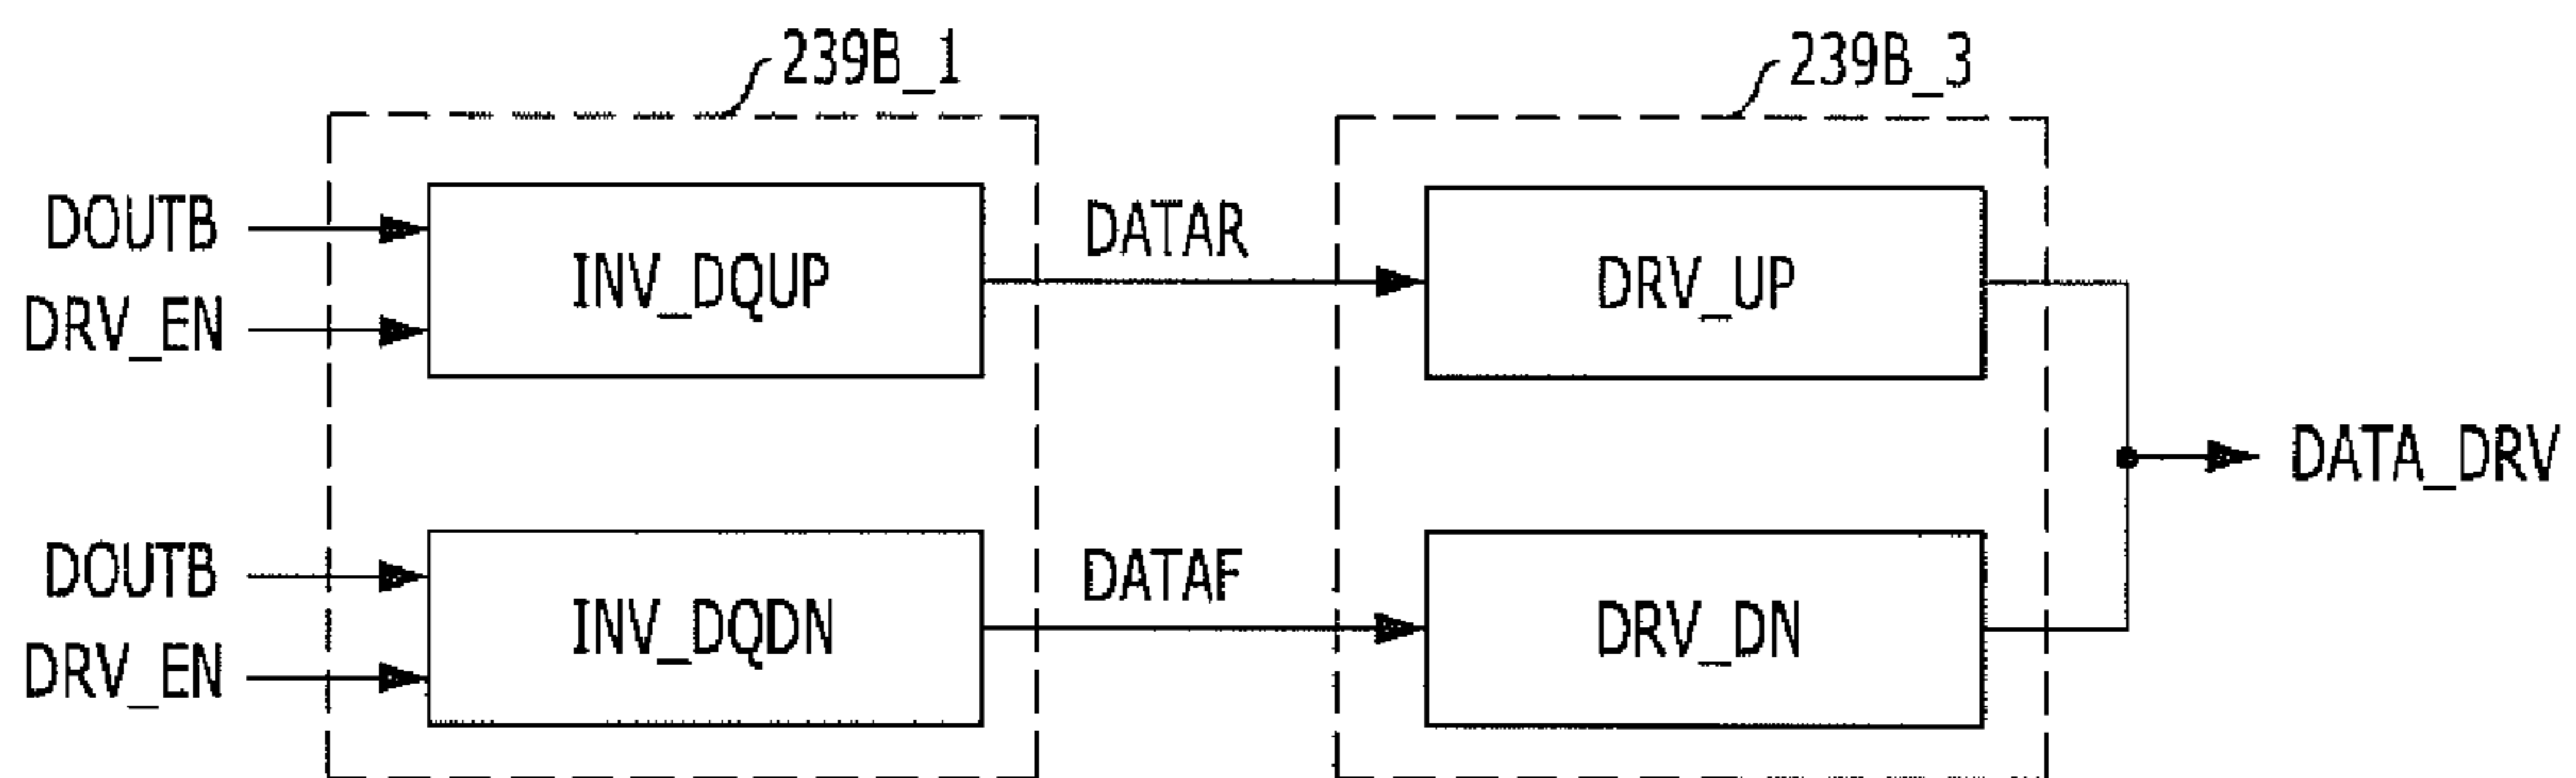 239B_1
239B_3
DOUTB
DRV_EN
INV_DQUP
DATAR
DRV_UP
DATA_DRV
DOUTB
DRV_EN
INV_DQDN
DATAF
DRV_DN